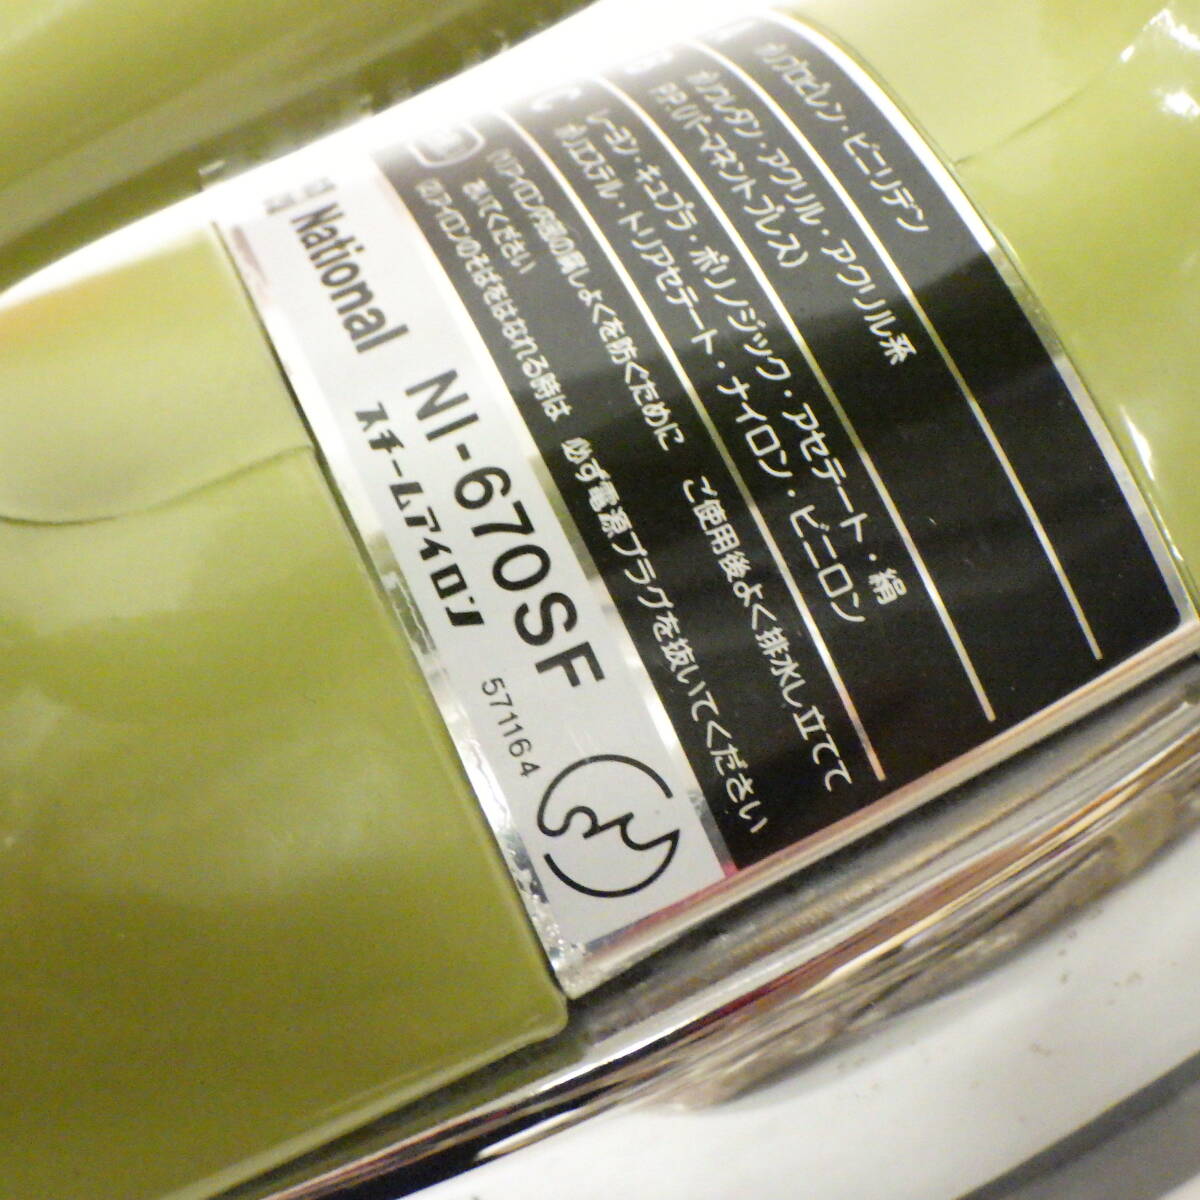 ポリプロピレン・ビニリデン
ポリウレタン・アクリル・アクリル系
P.P.(パーマネントプレス)
C
レーヨン・キュプラ・ポリノジック・アセテート・絹
ポリエステル・トリアセテート・ナイロン・ビニロン
(1)アイロン内部の腐しょくを防ぐために ご使用後よく排水し立てて
おいてください
(2)アイロンのそばをはなれる時は 必ず電源プラグを抜いてください
National NI-670SF
スチームアイロン 571164